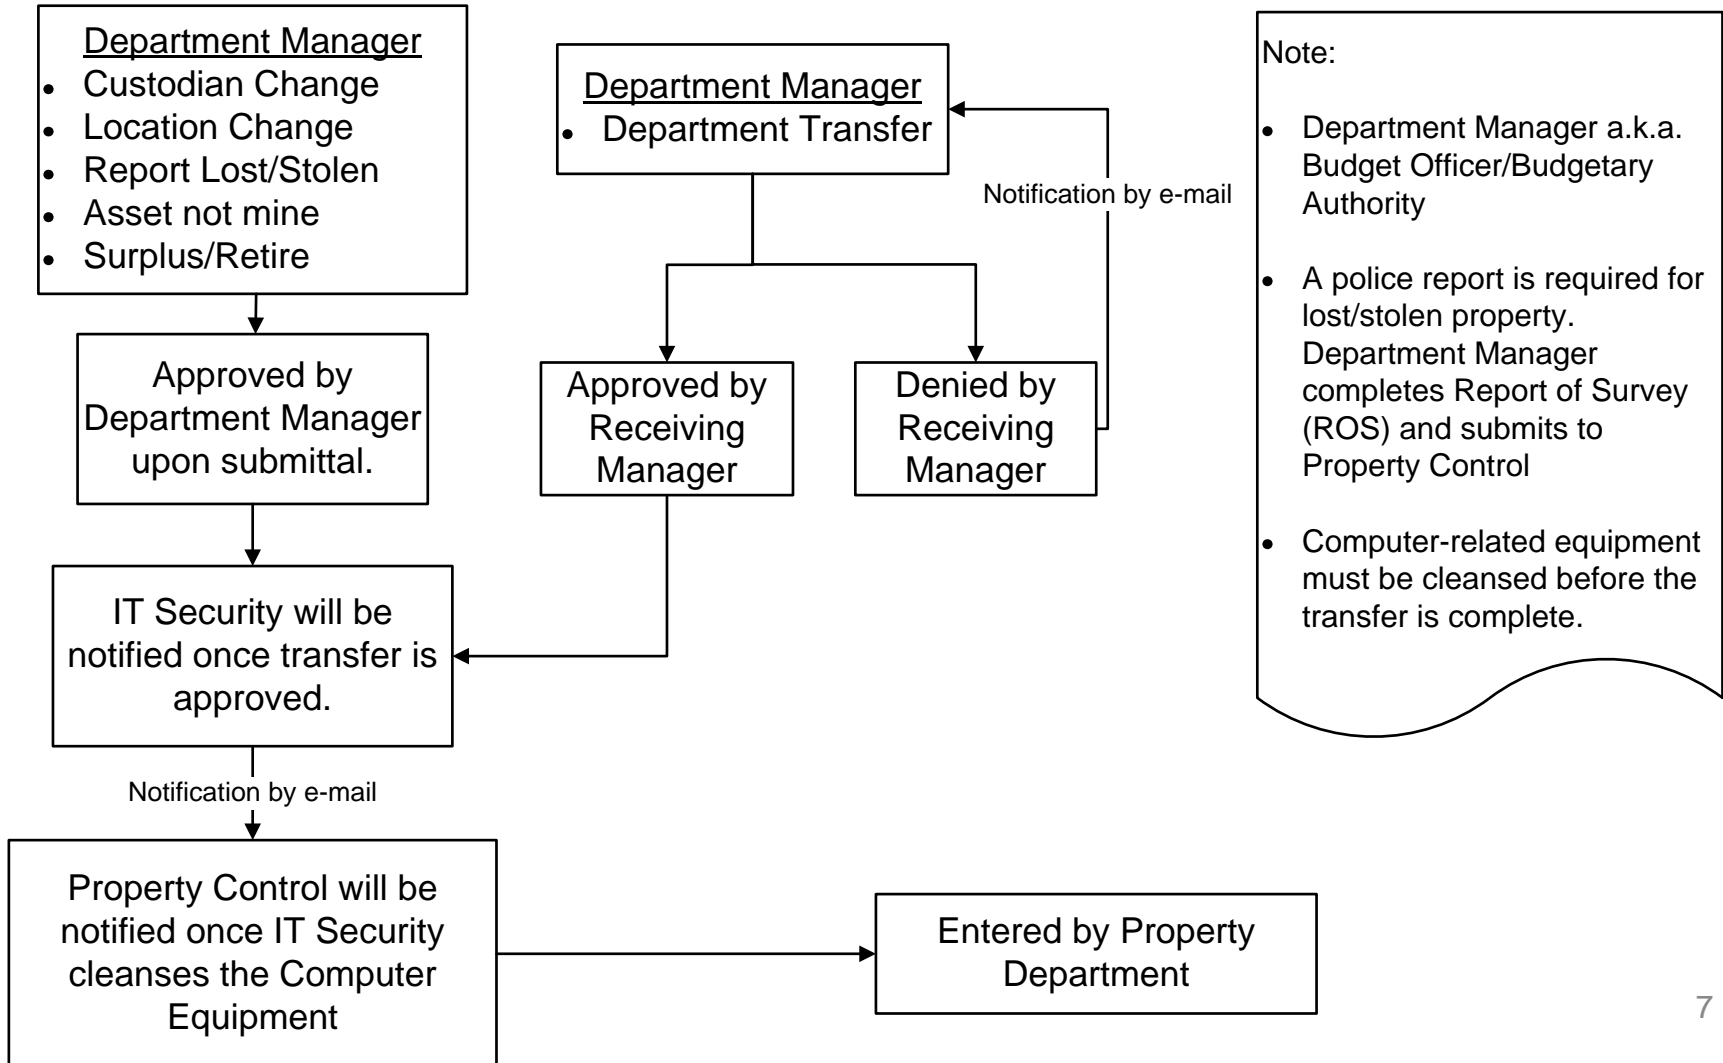 Department Manager
• Custodian Change
• Location Change
• Report Lost/Stolen
• Asset not mine
• Surplus/Retire
Approved by
Department Manager
upon submittal.
IT Security will be
notified once transfer is
approved.
Notification by e-mail
Property Control will be
notified once IT Security
cleanses the Computer
Equipment
Department Manager
• Department Transfer
Notification by e-mail
Approved by
Receiving
Manager
Denied by
Receiving
Manager
Entered by Property
Department
Note:
• Department Manager a.k.a.
Budget Officer/Budgetary
Authority
• A police report is required for
lost/stolen property.
Department Manager
completes Report of Survey
(ROS) and submits to
Property Control
• Computer-related equipment
must be cleansed before the
transfer is complete.
7